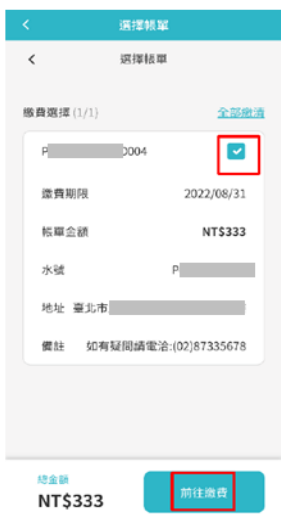 選擇帳單
選擇帳單
繳費選擇 (1/1) 全部繳清
P 0004
繳費期限 2022/08/31
帳單金額 NT$333
水號 P
地址 臺北市
備註 如有疑問請電洽:(02)87335678
總金額
NT$333
前往繳費